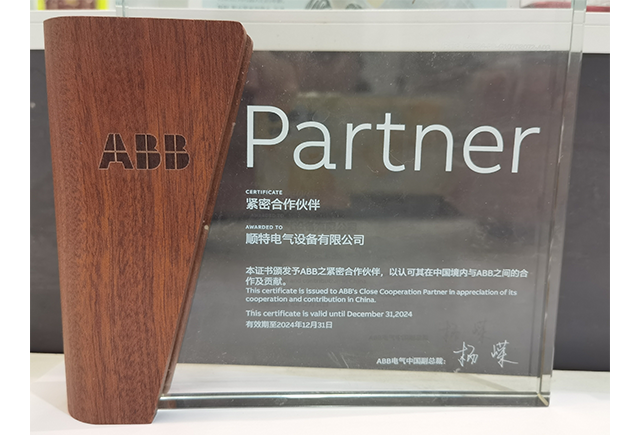 ABB
Partner
CERTIFICATE
紧密合作伙伴
AWARDED TO
顺特电气设备有限公司
本证书颁发予ABB之紧密合作伙伴，以认可其在中国境内与ABB之间的合
作及贡献。
This certificate is issued to ABB's Close Cooperation Partner in appreciation of its
cooperation and contribution in China.
This certificate is valid until December 31,2024
有效期至2024年12月31日
ABB电气中国副总裁：